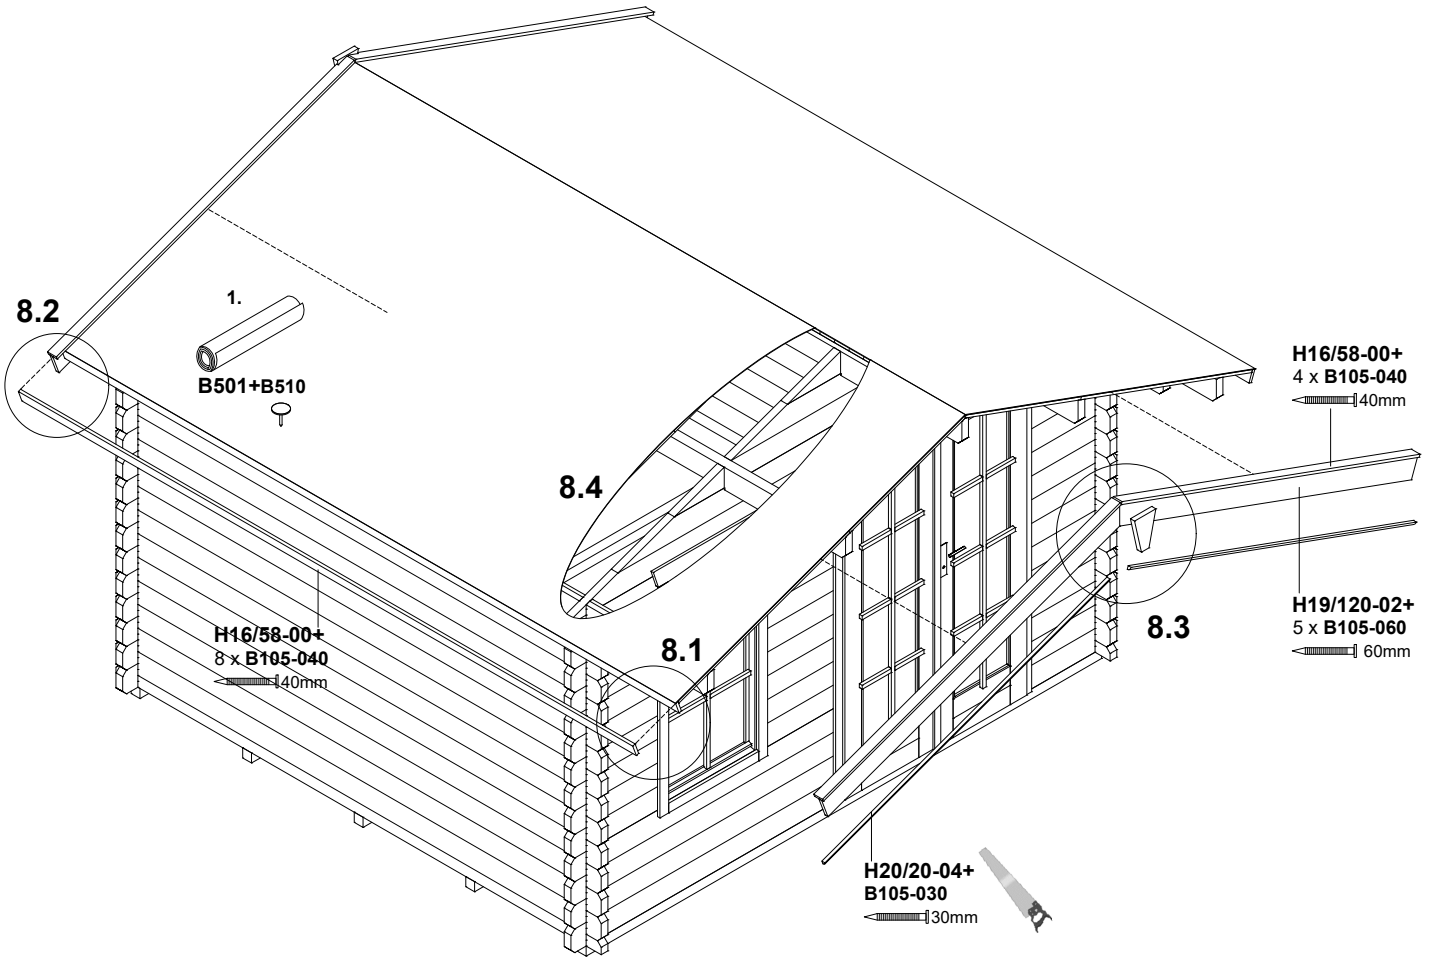 8.2
1.
B501+B510
8.4
H16/58-00+
4 x B105-040
40mm
8.3
H19/120-02+
5 x B105-060
60mm
H16/58-00+
8 x B105-040
40mm
8.1
H20/20-04+
B105-030
30mm